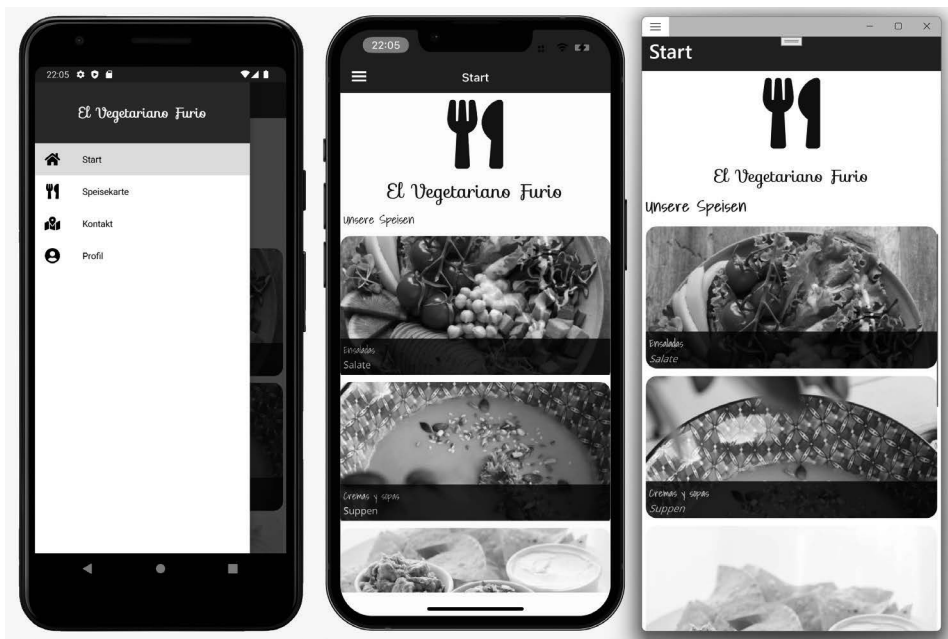 22:05
El Vegetariano Furio
Start
Speisekarte
Kontakt
Profil
22:05
Start
El Vegetariano Furio
Unsere Speisen
Ensaladas
Salate
Cremas y sopas
Suppen
Start
El Vegetariano Furio
Unsere Speisen
Ensaladas
Salate
Cremas y sopas
Suppen